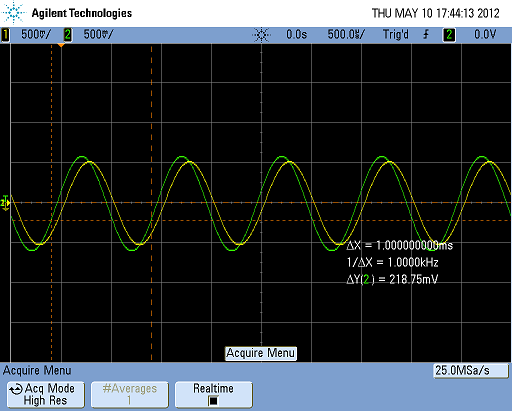 Agilent Technologies THU MAY 10 17:44:13 2012
1 500mV/ 2 500mV/ 0.0s 500.0µs/ Trig'd 2 0.0V
2
ΔX = 1.000000000ms
1/ΔX = 1.0000kHz
ΔY(2) = 218.75mV
Acquire Menu
Acquire Menu 25.0MSa/s
Acq Mode #Averages Realtime
High Res 1